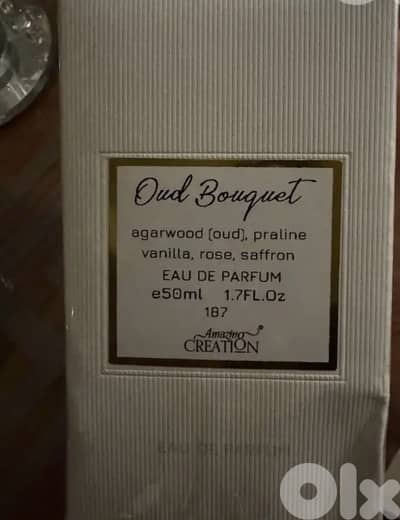 Oud Bouquet
agarwood (oud), praline
vanilla, rose, saffron
EAU DE PARFUM
e50ml 1.7FL.Oz
187
Amazing
CREATION
EAU DE PARFUM
Olx